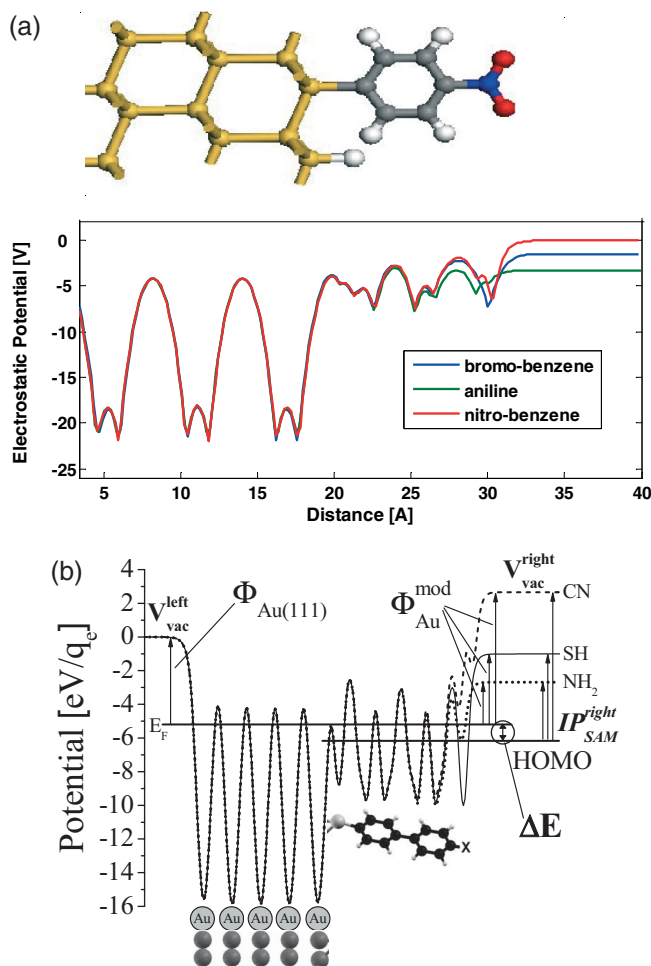 (a)
Electrostatic Potential [V]
0
-5
-10
-15
-20
-25
bromo-benzene
aniline
nitro-benzene
5 10 15 20 25 30 35 40
Distance [A]
(b)
Potential [eV/q_e]
4
2
0
-2
-4
-6
-8
-10
-12
-14
-16
V_vac^left
Φ_Au(111)
Φ_Au^mod
V_vac^right
CN
SH
NH₂
E_F
IP_SAM^right
HOMO
ΔE
X
Au Au Au Au Au